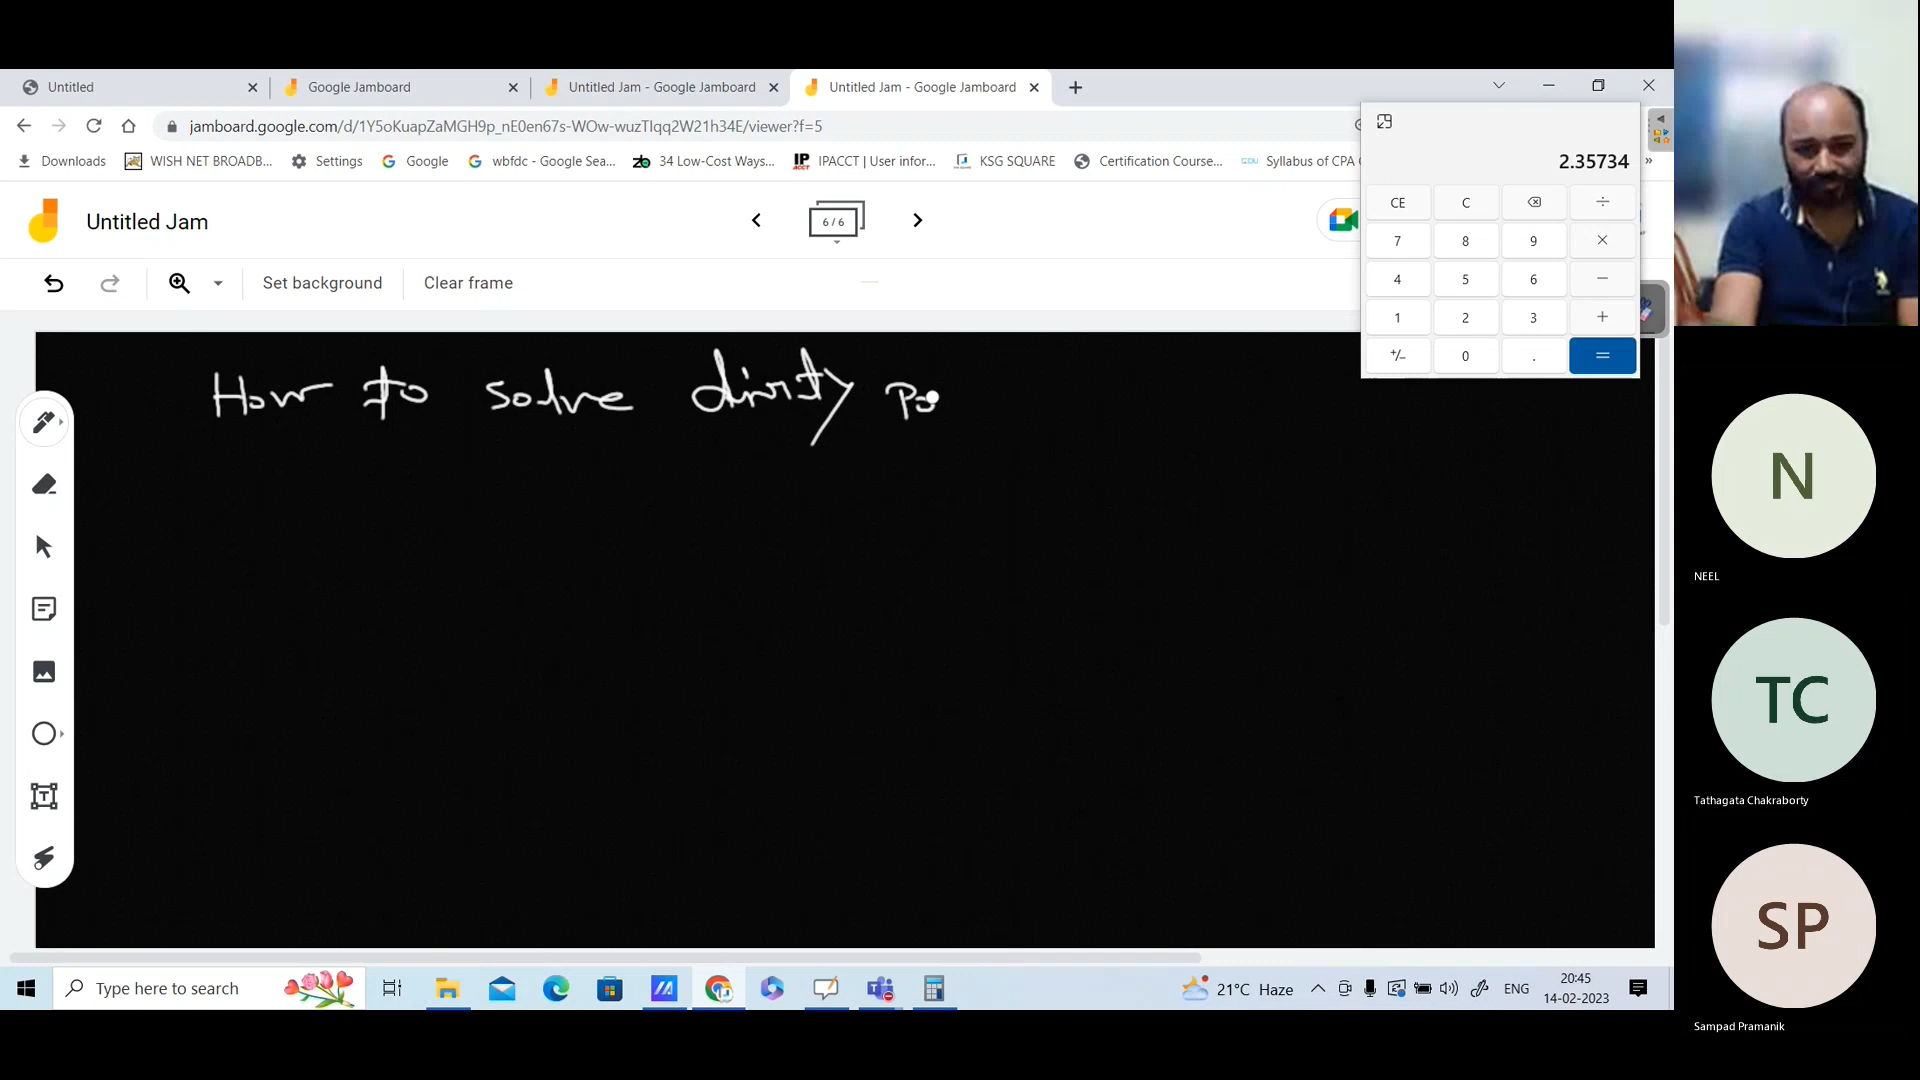 Untitled
Google Jamboard
Untitled Jam - Google Jamboard
Untitled Jam - Google Jamboard
jamboard.google.com/d/1Y5oKuapZaMGH9p_nE0en67s-WOw-wuzTlqq2W21h34E/viewer?f=5
Downloads WISH NET BROADB... Settings Google wbfdc - Google Sea... 34 Low-Cost Ways... IPACCT | User infor... KSG SQUARE Certification Course... Syllabus of CPA »
2.35734
CE C ÷
7 8 9 ×
4 5 6 −
1 2 3 +
+/− 0 . =
Untitled Jam
6 / 6
Set background
Clear frame
How to solve dirsty
N
NEEL
TC
Tathagata Chakraborty
SP
Sampad Pramanik
Type here to search
21°C Haze
ENG
20:45
14-02-2023